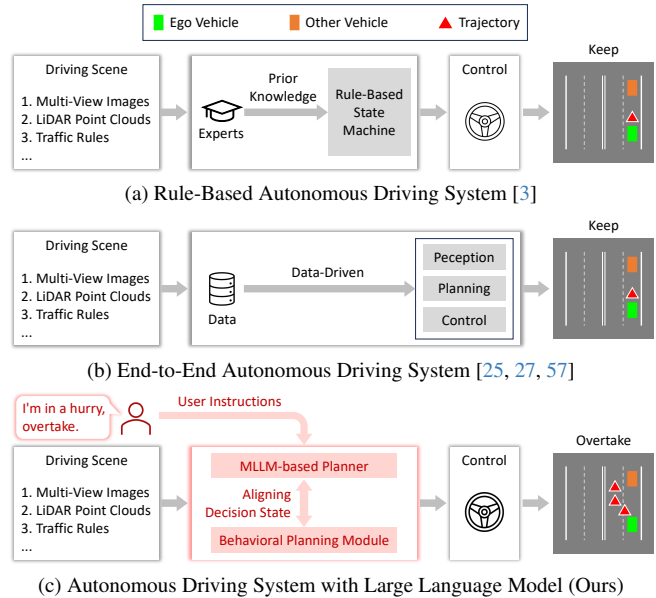 Ego Vehicle Other Vehicle Trajectory
Driving Scene
1. Multi-View Images
2. LiDAR Point Clouds
3. Traffic Rules
...
Experts
Prior
Knowledge
Rule-Based
State
Machine
Control
Keep
(a) Rule-Based Autonomous Driving System [3]
Driving Scene
1. Multi-View Images
2. LiDAR Point Clouds
3. Traffic Rules
...
Data
Data-Driven
Peception
Planning
Control
Keep
(b) End-to-End Autonomous Driving System [25, 27, 57]
I'm in a hurry,
overtake.
User Instructions
Driving Scene
1. Multi-View Images
2. LiDAR Point Clouds
3. Traffic Rules
...
MLLM-based Planner
Aligning
Decision State
Behavioral Planning Module
Control
Overtake
(c) Autonomous Driving System with Large Language Model (Ours)